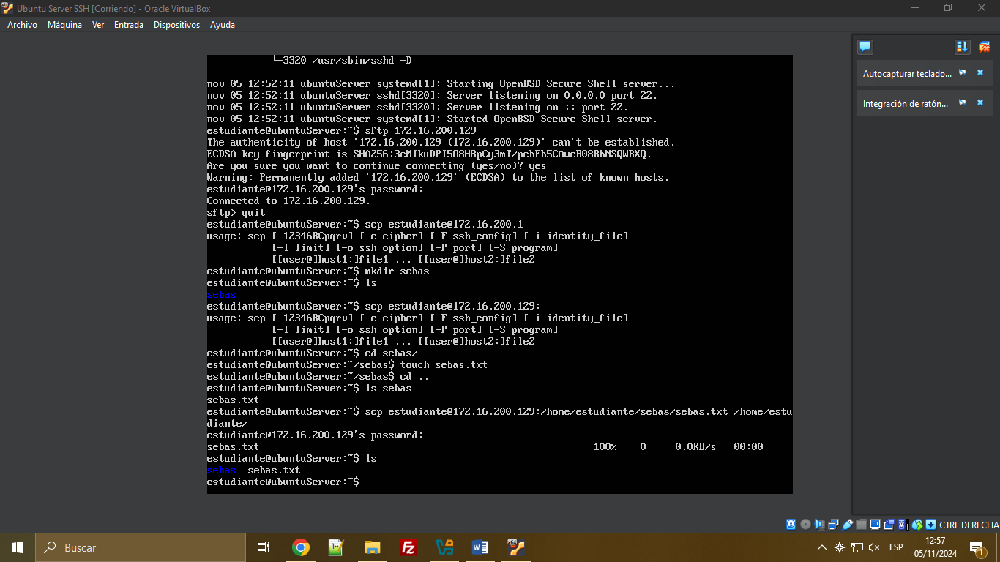 Ubuntu Server SSH [Corriendo] - Oracle VirtualBox
Archivo Máquina Ver Entrada Dispositivos Ayuda
Autocapturar teclado...
Integración de ratón...
└─3320 /usr/sbin/sshd -D
nov 05 12:52:11 ubuntuServer systemd[1]: Starting OpenBSD Secure Shell server...
nov 05 12:52:11 ubuntuServer sshd[3320]: Server listening on 0.0.0.0 port 22.
nov 05 12:52:11 ubuntuServer sshd[3320]: Server listening on :: port 22.
nov 05 12:52:11 ubuntuServer systemd[1]: Started OpenBSD Secure Shell server.
estudiante@ubuntuServer:~$ sftp 172.16.200.129
The authenticity of host '172.16.200.129 (172.16.200.129)' can't be established.
ECDSA key fingerprint is SHA256:3eMIkuDPI5O8H8pCy3mT/pebFb5CAweR08RbNSQWRXQ.
Are you sure you want to continue connecting (yes/no)? yes
Warning: Permanently added '172.16.200.129' (ECDSA) to the list of known hosts.
estudiante@172.16.200.129's password:
Connected to 172.16.200.129.
sftp> quit
estudiante@ubuntuServer:~$ scp estudiante@172.16.200.1
usage: scp [-12346BCpqrv] [-c cipher] [-F ssh_config] [-i identity_file]
[-l limit] [-o ssh_option] [-P port] [-S program]
[[user@]host1:]file1 ... [[user@]host2:]file2
estudiante@ubuntuServer:~$ mkdir sebas
estudiante@ubuntuServer:~$ ls
sebas
estudiante@ubuntuServer:~$ scp estudiante@172.16.200.129:
usage: scp [-12346BCpqrv] [-c cipher] [-F ssh_config] [-i identity_file]
[-l limit] [-o ssh_option] [-P port] [-S program]
[[user@]host1:]file1 ... [[user@]host2:]file2
estudiante@ubuntuServer:~$ cd sebas/
estudiante@ubuntuServer:~/sebas$ touch sebas.txt
estudiante@ubuntuServer:~/sebas$ cd ..
estudiante@ubuntuServer:~$ ls sebas
sebas.txt
estudiante@ubuntuServer:~$ scp estudiante@172.16.200.129:/home/estudiante/sebas/sebas.txt /home/estu
diante/
estudiante@172.16.200.129's password:
sebas.txt 100% 0 0.0KB/s 00:00
estudiante@ubuntuServer:~$ ls
sebas sebas.txt
estudiante@ubuntuServer:~$
CTRL DERECHA
Buscar
ESP
12:57
05/11/2024
1